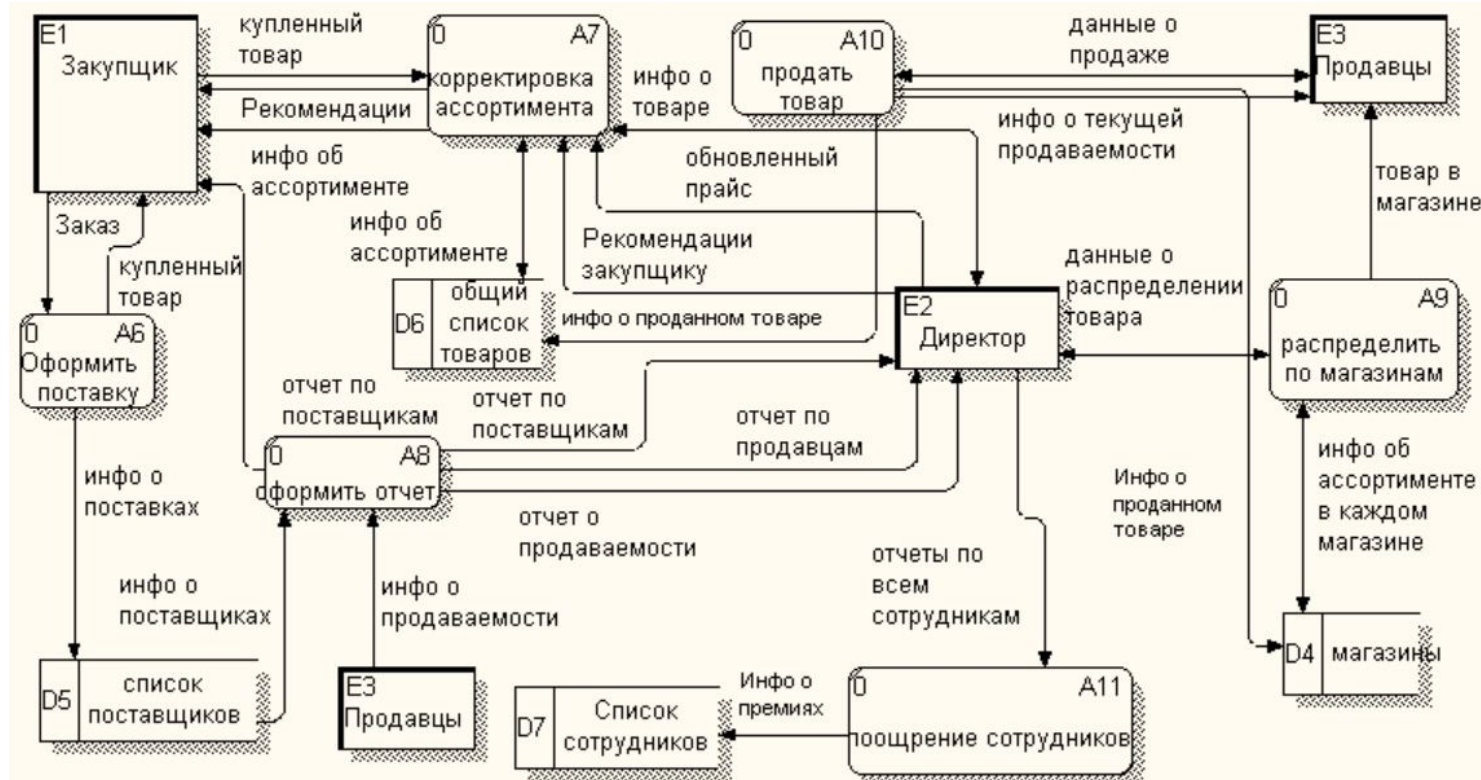 E1
Закупщик
купленный
товар
0 A7
корректировка
ассортимента
инфо о
товаре
0 A10
продать
товар
данные о
продаже
E3
Продавцы
Рекомендации
инфо о текущей
продаваемости
инфо об
ассортименте
обновленный
прайс
товар в
магазине
Заказ
купленный
товар
инфо об
ассортименте
Рекомендации
закупщику
данные о
распределении
товара
0 A6
Оформить
поставку
D6
общий
список
товаров
инфо о проданном товаре
E2
Директор
0 A9
распределить
по магазинам
отчет по
поставщикам
отчет по
поставщикам
отчет по
продавцам
0 A8
оформить отчет
инфо о
поставках
отчет о
продаваемости
Инфо о
проданном
товаре
инфо об
ассортименте
в каждом
магазине
инфо о
поставщиках
инфо о
продаваемости
отчеты по
всем
сотрудникам
D5
список
поставщиков
E3
Продавцы
D7
Список
сотрудников
Инфо о
премиях
0 A11
поощрение сотрудников
D4
магазины